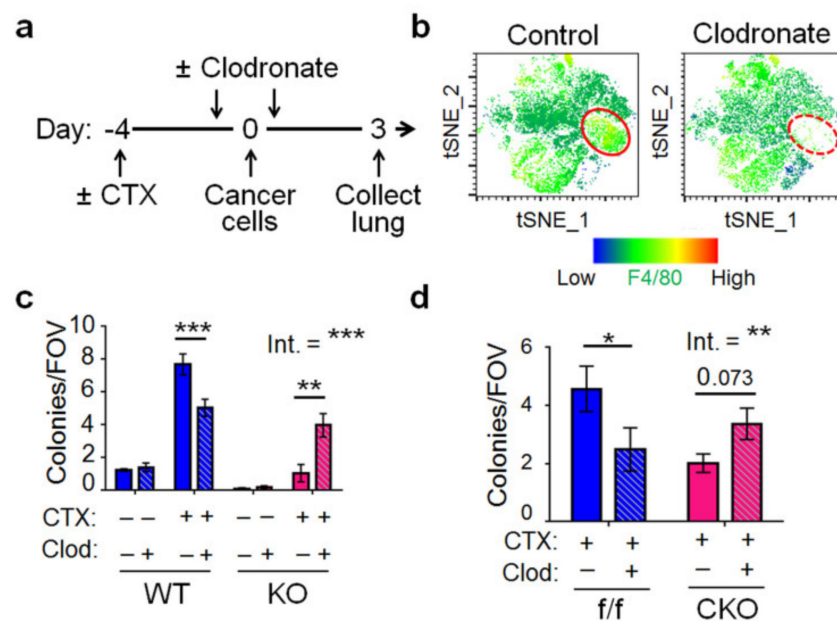 a
± Clodronate
Day: -4 0 3
± CTX Cancer cells Collect lung
b
Control Clodronate
tSNE_2 tSNE_2
tSNE_1 tSNE_1
Low F4/80 High
c
Colonies/FOV
10
8
6
4
2
0
*** Int. = ***
**
CTX: – – + + – – + +
Clod: – + – + – + – +
WT KO
d
Colonies/FOV
6
4
2
0
* Int. = **
0.073
CTX: + + + +
Clod: – + – +
f/f CKO